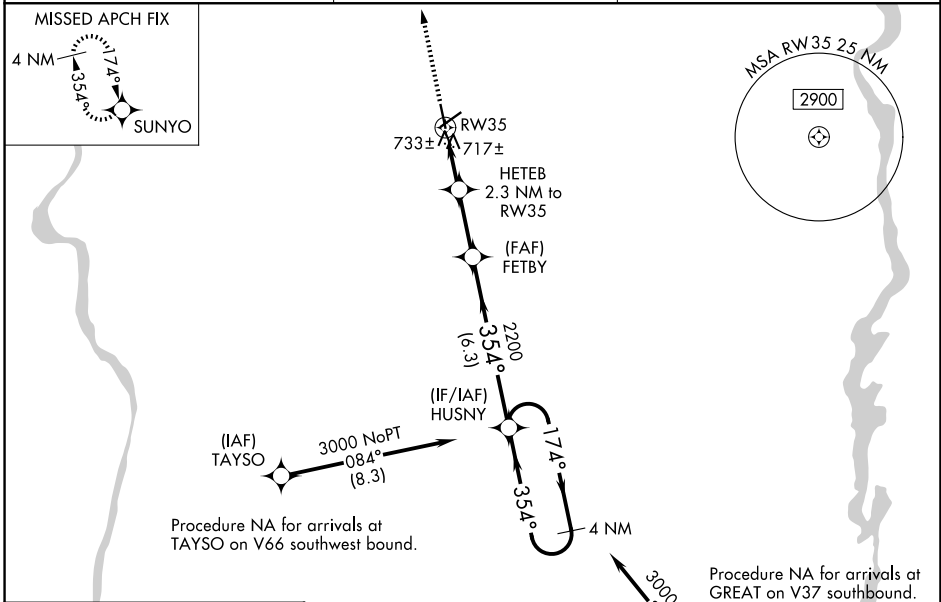 MISSED APCH FIX
4 NM
174°
354°
SUNYO
MSA RW35 25 NM
2900
RW35
733±
717±
HETEB
2.3 NM to
RW35
(FAF)
FETBY
2200
354°
(6.3)
(IF/IAF)
HUSNY
(IAF)
TAYSO
3000 NoPT
084°
(8.3)
174°
354°
4 NM
Procedure NA for arrivals at
TAYSO on V66 southwest bound.
3000
Procedure NA for arrivals at
GREAT on V37 southbound.